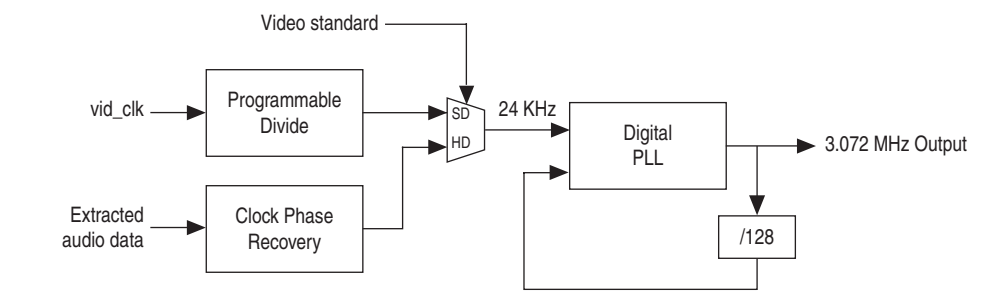 Video standard
vid_clk
Programmable
Divide
SD
HD
24 KHz
Digital
PLL
3.072 MHz Output
Extracted
audio data
Clock Phase
Recovery
/128